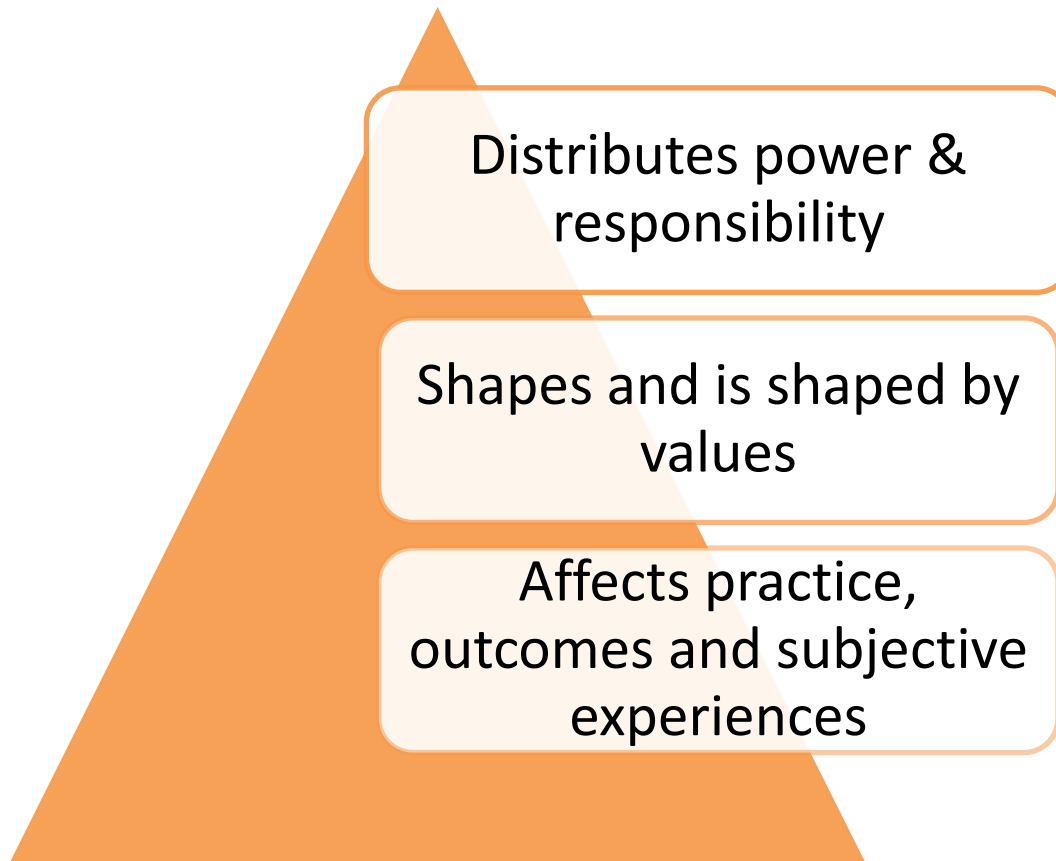 Distributes power &
responsibility
Shapes and is shaped by
values
Affects practice,
outcomes and subjective
experiences